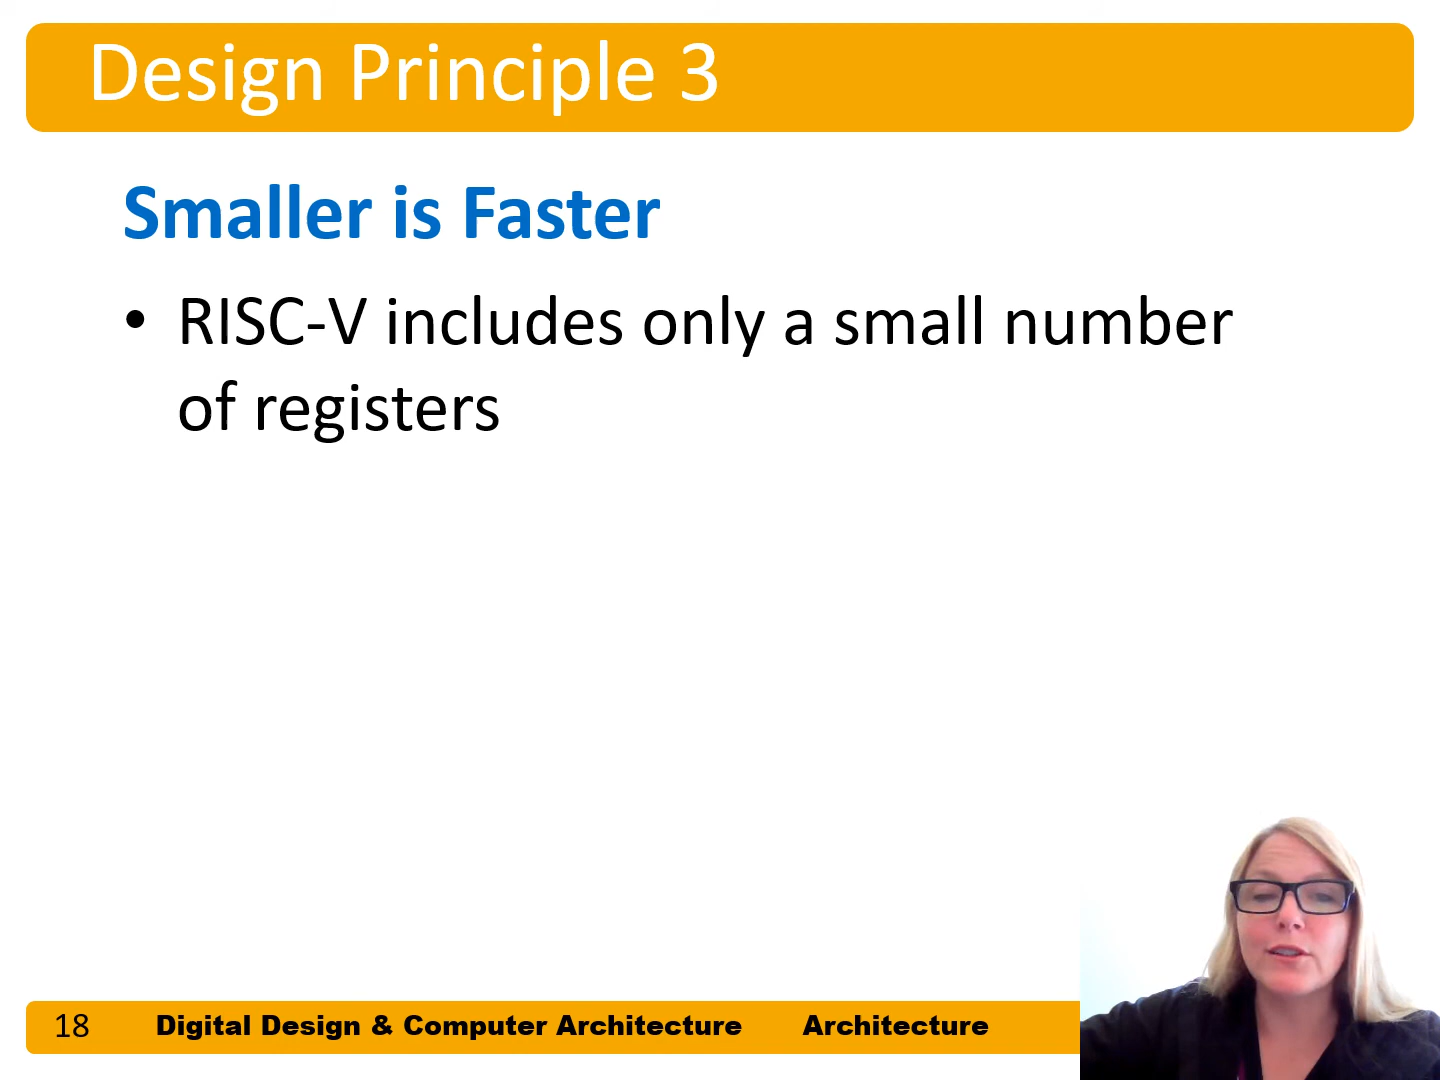 Design Principle 3
Smaller is Faster
• RISC-V includes only a small number
of registers
18 Digital Design & Computer Architecture Architecture